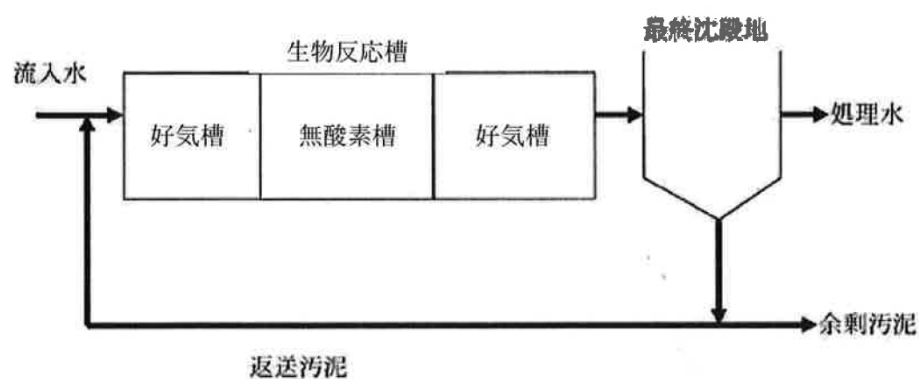 最終沈殿地
生物反応槽
流入水
好気槽
無酸素槽
好気槽
処理水
余剰汚泥
返送汚泥